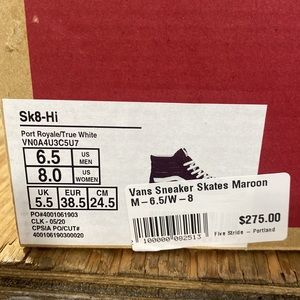 Sk8-Hi
Port Royale/True White
VN0A4U3C5U7
6.5 US MEN
8.0 US WOMEN
UK EUR CM
5.5 38.5 24.5
PO#4001061903
CLK - 05/20
CPSIA PO/CUT#
400106190300020
Vans Sneaker Skates Maroon
M-6.5/W-8
$275.00
100000 082513
Five Stride - Portland